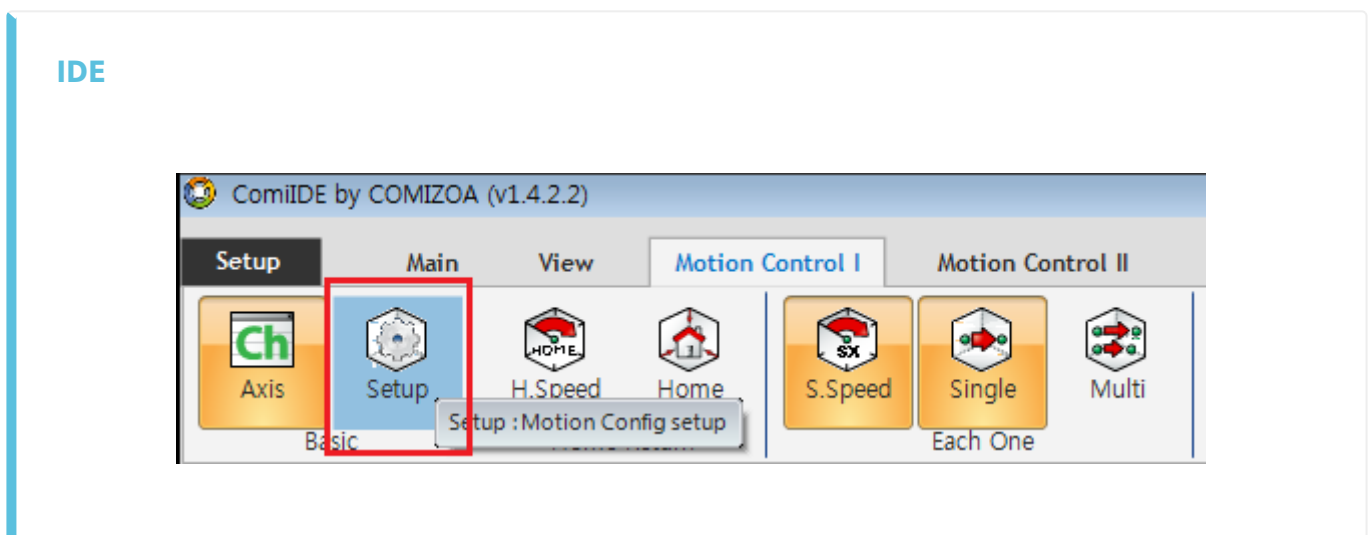 IDE
ComiIDE by COMIZOA (v1.4.2.2)
Setup Main View Motion Control I Motion Control II
Ch HOME SX
Axis Setup H.Speed Home S.Speed Single Multi
Setup : Motion Config setup
Basic Each One